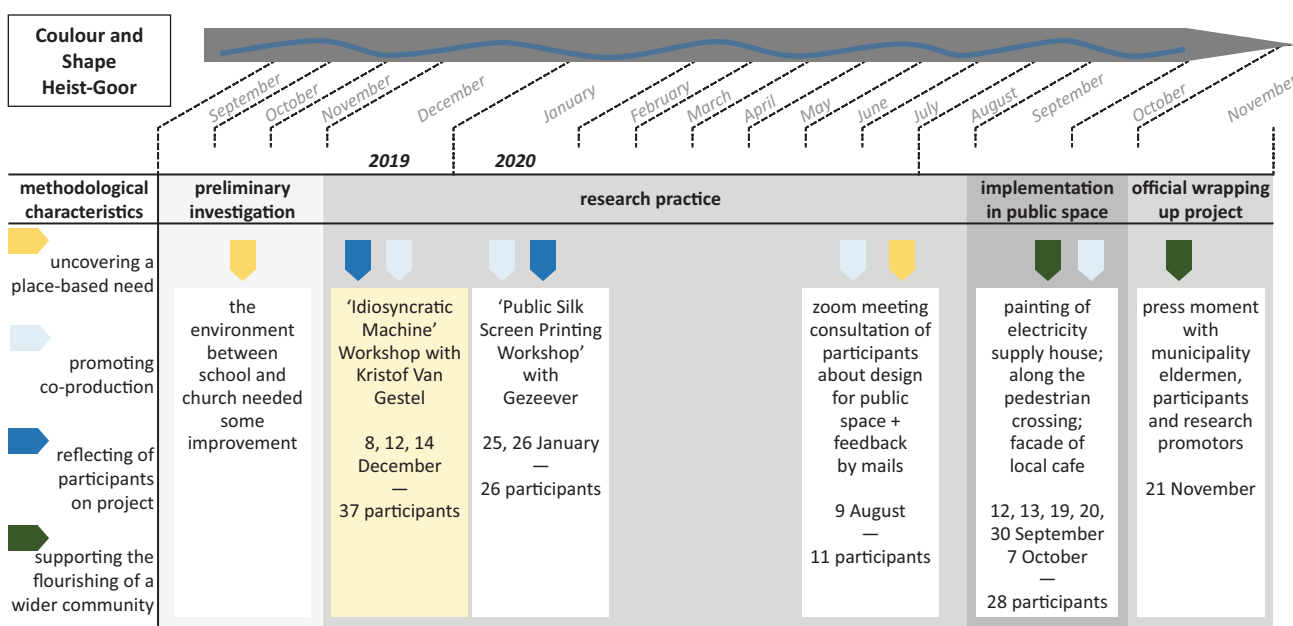 Coulour and
Shape
Heist-Goor
September
October
November
December
January
February
March
April
May
June
July
August
September
October
November
2019
2020
methodological
characteristics
preliminary
investigation
research practice
implementation
in public space
official wrapping
up project
uncovering a
place-based need
promoting
co-production
reflecting of
participants
on project
supporting the
flourishing of a
wider community
the
environment
between
school and
church needed
some
improvement
‘Idiosyncratic
Machine’
Workshop with
Kristof Van
Gestel
8, 12, 14
December
—
37 participants
‘Public Silk
Screen Printing
Workshop’
with
Gezeever
25, 26 January
—
26 participants
zoom meeting
consultation of
participants
about design
for public
space +
feedback
by mails
9 August
—
11 participants
painting of
electricity
supply house;
along the
pedestrian
crossing;
facade of
local cafe
12, 13, 19, 20,
30 September
7 October
—
28 participants
press moment
with
municipality
eldermen,
participants
and research
promotors
21 November